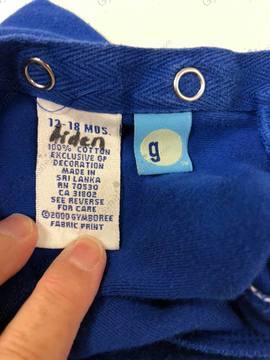 12-18 MOS.
Aiden
100% COTTON
EXCLUSIVE OF
DECORATION
MADE IN
SRI LANKA
RN 70530
CA 31802
SEE REVERSE
FOR CARE
©2000 GYMBOREE
FABRIC PRINT
g